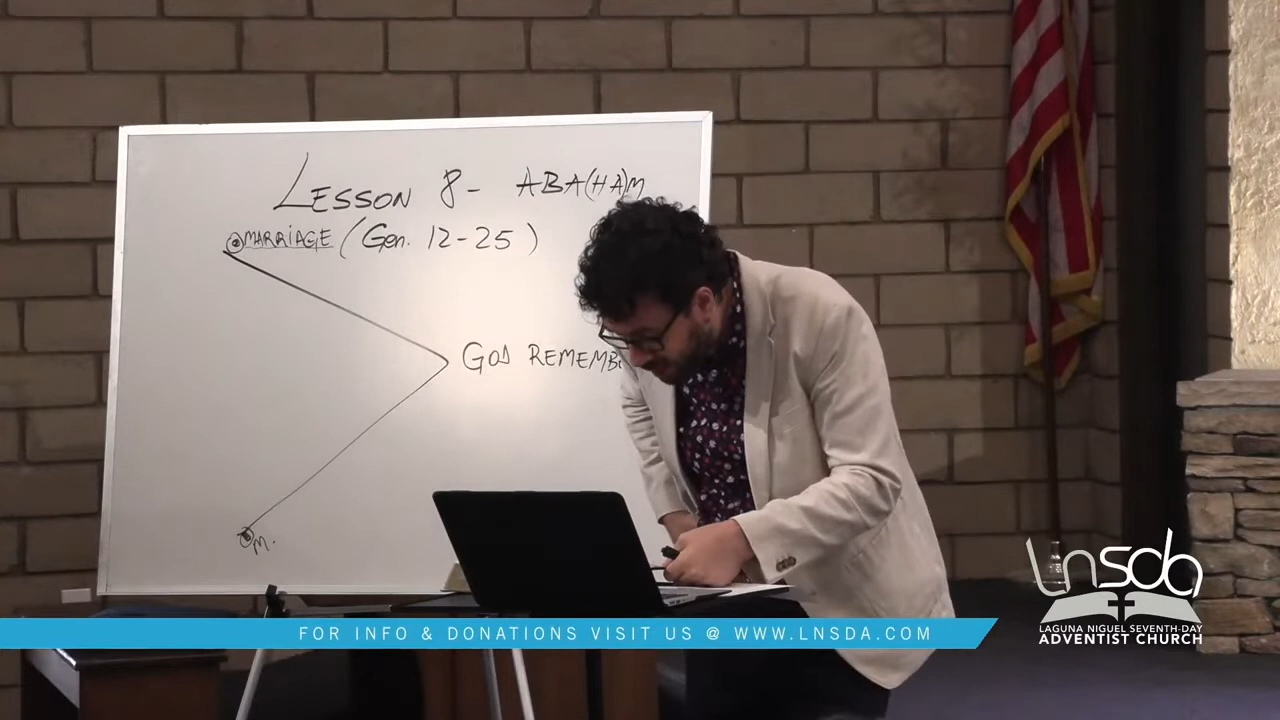 LESSON 8 - ABA(HA)M
MARRIAGE (Gen. 12-25)
GOD
M.
FOR INFO & DONATIONS VISIT US @ WWW.LNSDA.COM
Lnsda
LAGUNA NIGUEL SEVENTH-DAY
ADVENTIST CHURCH